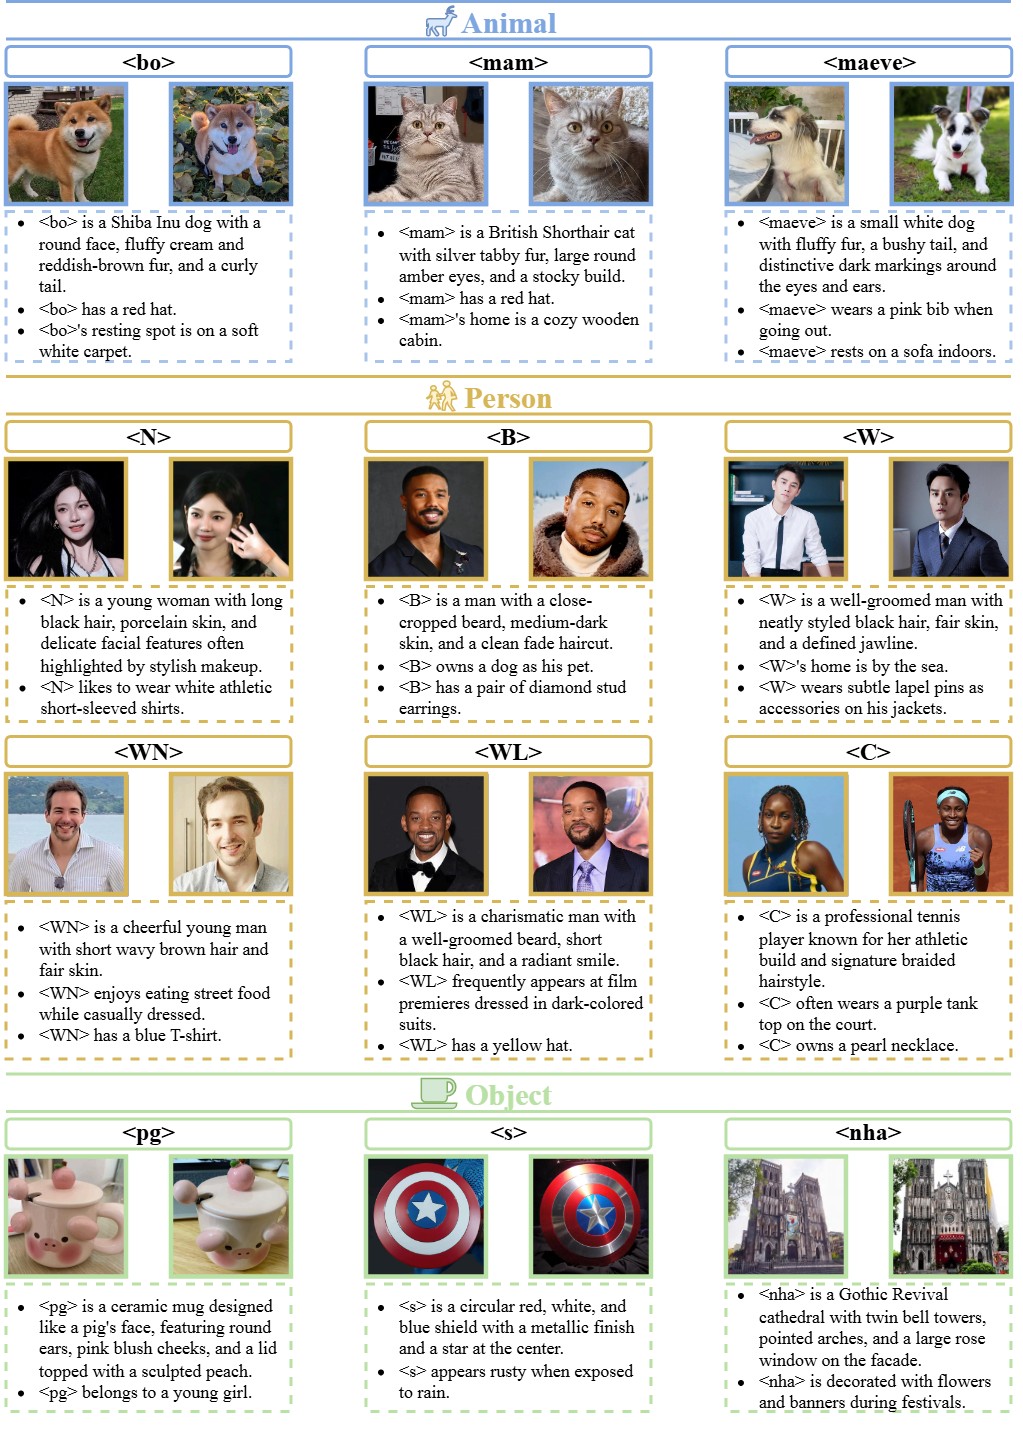 Animal
<bo>
<mam>
<maeve>
• <bo> is a Shiba Inu dog with a
round face, fluffy cream and
reddish-brown fur, and a curly
tail.
• <bo> has a red hat.
• <bo>'s resting spot is on a soft
white carpet.
• <mam> is a British Shorthair cat
with silver tabby fur, large round
amber eyes, and a stocky build.
• <mam> has a red hat.
• <mam>'s home is a cozy wooden
cabin.
• <maeve> is a small white dog
with fluffy fur, a bushy tail, and
distinctive dark markings around
the eyes and ears.
• <maeve> wears a pink bib when
going out.
• <maeve> rests on a sofa indoors.
Person
<N>
<B>
<W>
• <N> is a young woman with long
black hair, porcelain skin, and
delicate facial features often
highlighted by stylish makeup.
• <N> likes to wear white athletic
short-sleeved shirts.
• <B> is a man with a close-
cropped beard, medium-dark
skin, and a clean fade haircut.
• <B> owns a dog as his pet.
• <B> has a pair of diamond stud
earrings.
• <W> is a well-groomed man with
neatly styled black hair, fair skin,
and a defined jawline.
• <W>'s home is by the sea.
• <W> wears subtle lapel pins as
accessories on his jackets.
<WN>
<WL>
<C>
• <WN> is a cheerful young man
with short wavy brown hair and
fair skin.
• <WN> enjoys eating street food
while casually dressed.
• <WN> has a blue T-shirt.
• <WL> is a charismatic man with
a well-groomed beard, short
black hair, and a radiant smile.
• <WL> frequently appears at film
premieres dressed in dark-colored
suits.
• <WL> has a yellow hat.
• <C> is a professional tennis
player known for her athletic
build and signature braided
hairstyle.
• <C> often wears a purple tank
top on the court.
• <C> owns a pearl necklace.
Object
<pg>
<s>
<nha>
• <pg> is a ceramic mug designed
like a pig's face, featuring round
ears, pink blush cheeks, and a lid
topped with a sculpted peach.
• <pg> belongs to a young girl.
• <s> is a circular red, white, and
blue shield with a metallic finish
and a star at the center.
• <s> appears rusty when exposed
to rain.
• <nha> is a Gothic Revival
cathedral with twin bell towers,
pointed arches, and a large rose
window on the facade.
• <nha> is decorated with flowers
and banners during festivals.